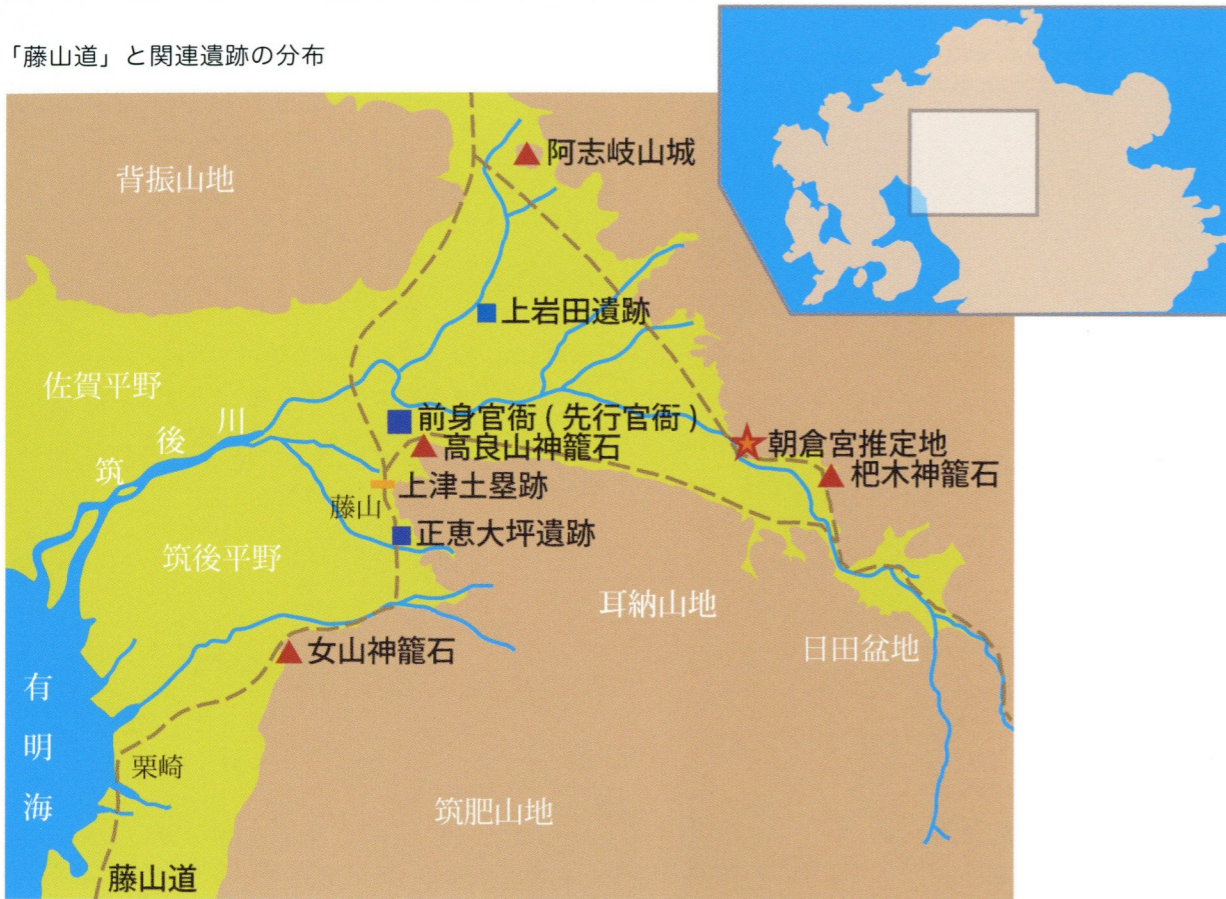 「藤山道」と関連遺跡の分布
背振山地
阿志岐山城
上岩田遺跡
佐賀平野
筑後川
前身官衙(先行官衙)
高良山神籠石
朝倉宮推定地
杷木神籠石
上津土塁跡
藤山
正恵大坪遺跡
筑後平野
耳納山地
日田盆地
女山神籠石
有明海
栗崎
筑肥山地
藤山道